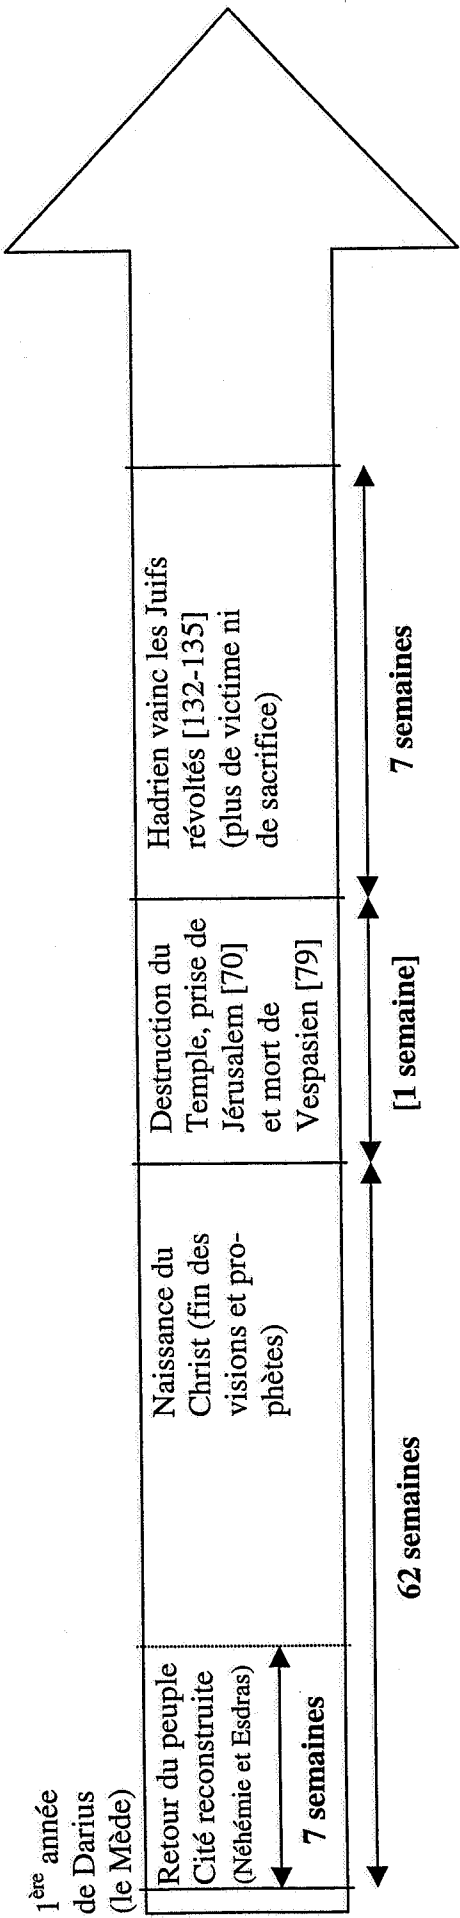 1ère année
de Darius
(le Mède)
Retour du peuple
Cité reconstruite
(Néhémie et Esdras)
7 semaines
Naissance du
Christ (fin des
visions et pro-
phètes)
62 semaines
Destruction du
Temple, prise de
Jérusalem [70]
et mort de
Vespasien [79]
[1 semaine]
Hadrien vainc les Juifs
révoltés [132-135]
(plus de victime ni
de sacrifice)
7 semaines